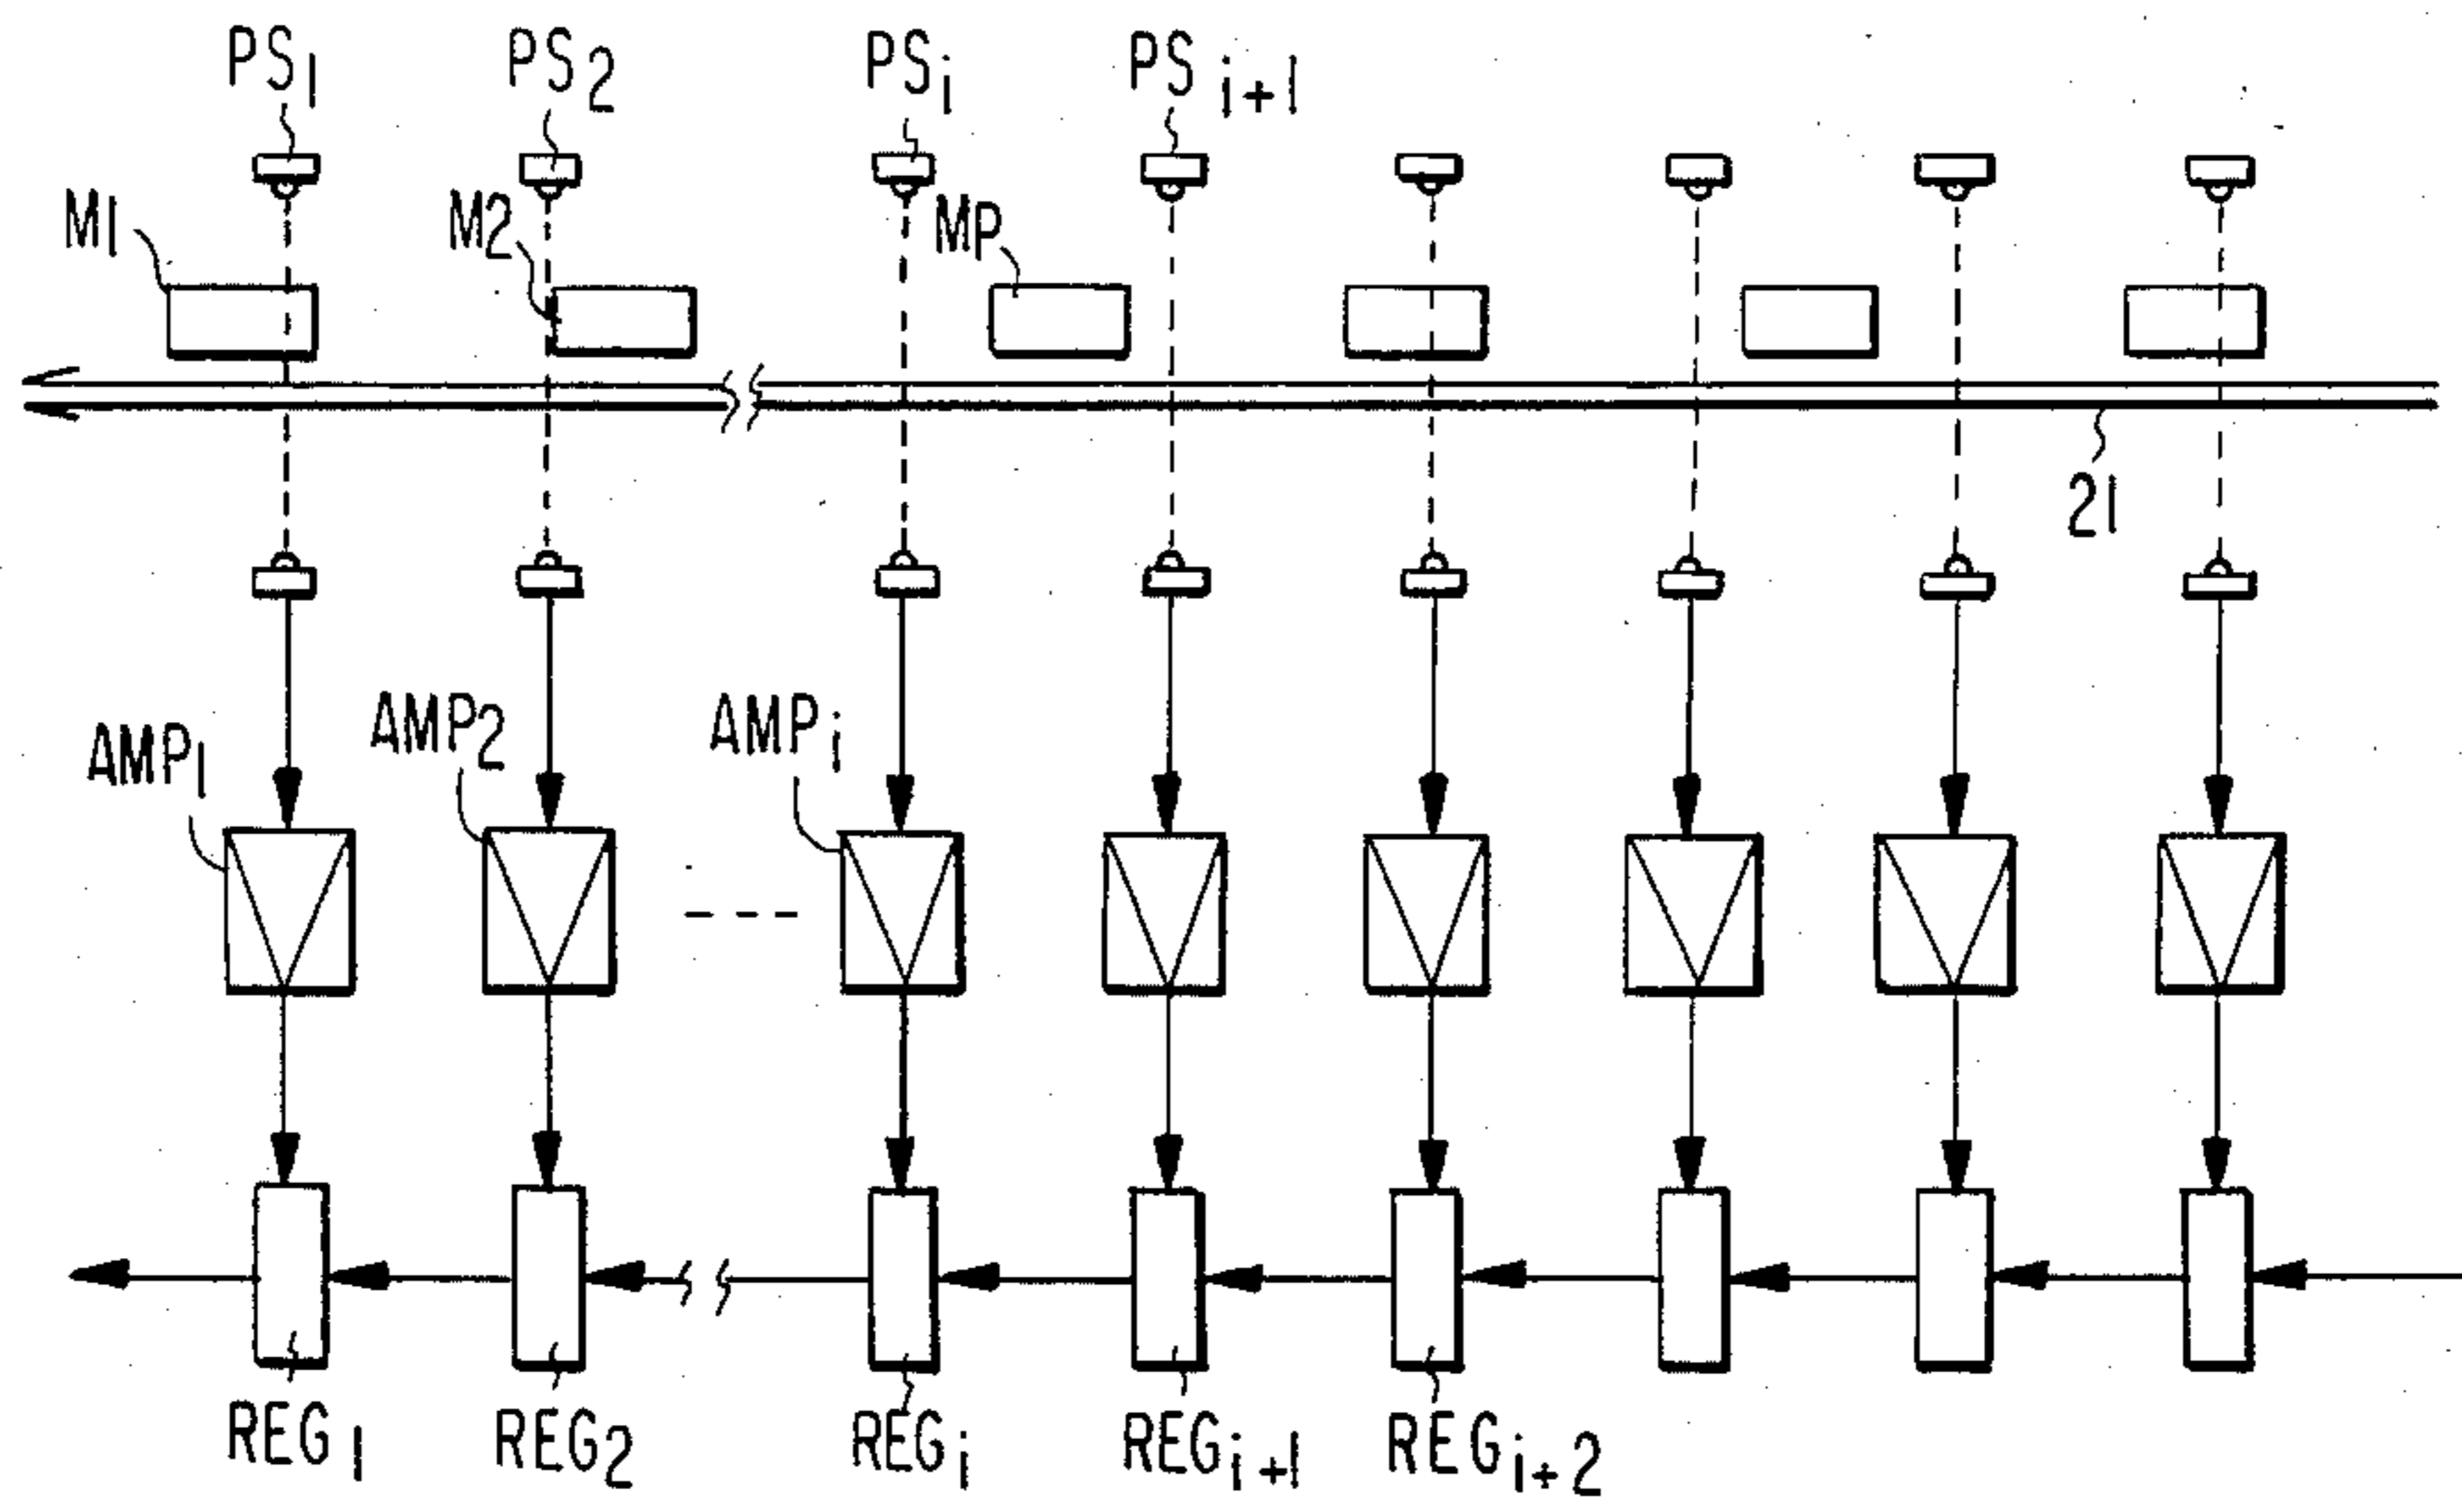 PS1 PS2 PSi PSi+1
M1 M2 MP
21
AMP1 AMP2 AMPi
REG1 REG2 REGi REGi+1 REGi+2